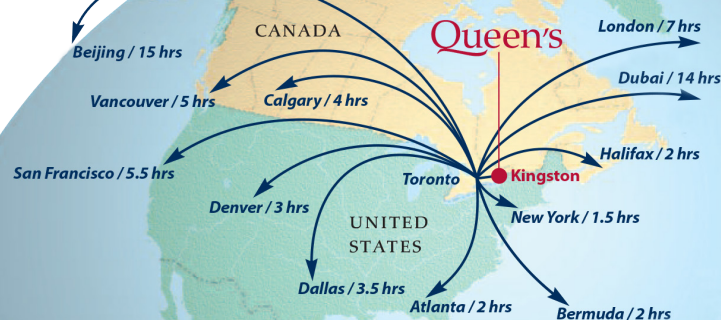 CANADA
Queen's
London / 7 hrs
Beijing / 15 hrs
Dubai / 14 hrs
Vancouver / 5 hrs
Calgary / 4 hrs
Halifax / 2 hrs
San Francisco / 5.5 hrs
Toronto
Kingston
Denver / 3 hrs
New York / 1.5 hrs
UNITED
STATES
Dallas / 3.5 hrs
Atlanta / 2 hrs
Bermuda / 2 hrs